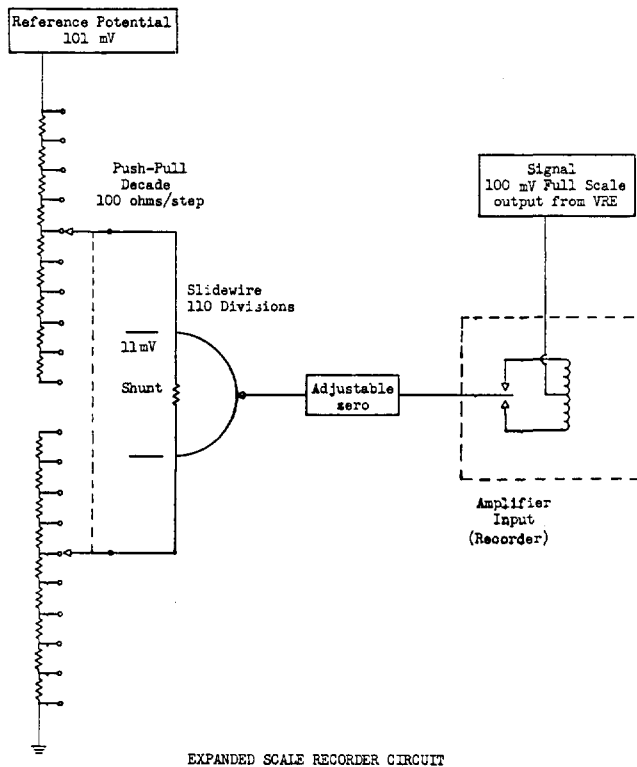 Reference Potential
101 mV
Push-Pull
Decade
100 ohms/step
Signal
100 mV Full Scale
output from VRE
Slidewire
110 Divisions
11mV
Shunt
Adjustable
zero
Amplifier
Input
(Recorder)
EXPANDED SCALE RECORDER CIRCUIT